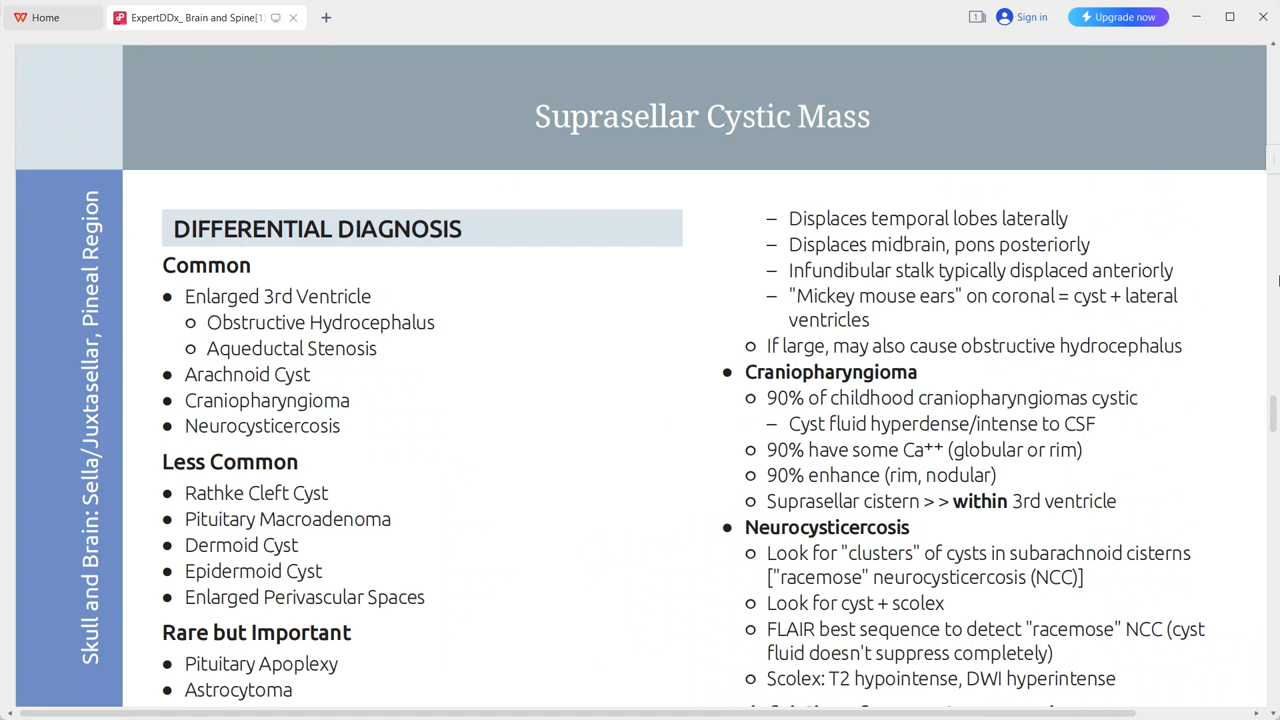 Home
ExpertDDx_ Brain and Spine[1]
Sign in
Upgrade now
Suprasellar Cystic Mass
Skull and Brain: Sella/Juxtasellar, Pineal Region
DIFFERENTIAL DIAGNOSIS
Common
● Enlarged 3rd Ventricle
○ Obstructive Hydrocephalus
○ Aqueductal Stenosis
● Arachnoid Cyst
● Craniopharyngioma
● Neurocysticercosis
Less Common
● Rathke Cleft Cyst
● Pituitary Macroadenoma
● Dermoid Cyst
● Epidermoid Cyst
● Enlarged Perivascular Spaces
Rare but Important
● Pituitary Apoplexy
● Astrocytoma
– Displaces temporal lobes laterally
– Displaces midbrain, pons posteriorly
– Infundibular stalk typically displaced anteriorly
– "Mickey mouse ears" on coronal = cyst + lateral
ventricles
○ If large, may also cause obstructive hydrocephalus
● Craniopharyngioma
○ 90% of childhood craniopharyngiomas cystic
– Cyst fluid hyperdense/intense to CSF
○ 90% have some Ca⁺⁺ (globular or rim)
○ 90% enhance (rim, nodular)
○ Suprasellar cistern > > within 3rd ventricle
● Neurocysticercosis
○ Look for "clusters" of cysts in subarachnoid cisterns
["racemose" neurocysticercosis (NCC)]
○ Look for cyst + scolex
○ FLAIR best sequence to detect "racemose" NCC (cyst
fluid doesn't suppress completely)
○ Scolex: T2 hypointense, DWI hyperintense